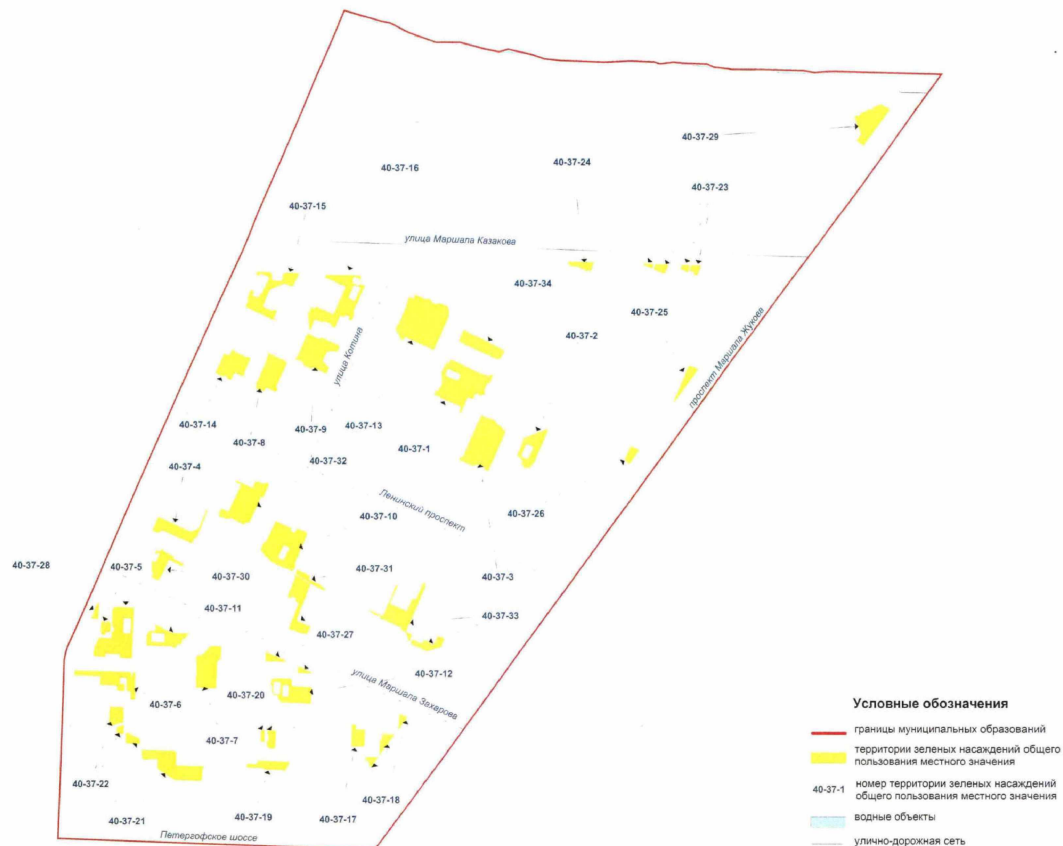 40-37-29
40-37-24
40-37-16
40-37-23
40-37-15
улица Маршала Казакова
40-37-34
40-37-25
40-37-2
проспект Маршала Жукова
улица Котина
40-37-14
40-37-9
40-37-13
40-37-8
40-37-1
40-37-32
40-37-4
Ленинский проспект
40-37-10
40-37-26
40-37-28
40-37-5
40-37-30
40-37-31
40-37-3
40-37-11
40-37-33
40-37-27
40-37-12
улица Маршала Захарова
40-37-20
40-37-6
40-37-7
40-37-22
40-37-18
40-37-21
40-37-19
40-37-17
Петергофское шоссе
Условные обозначения
границы муниципальных образований
территории зеленых насаждений общего
пользования местного значения
40-37-1
номер территории зеленых насаждений
общего пользования местного значения
водные объекты
улично-дорожная сеть